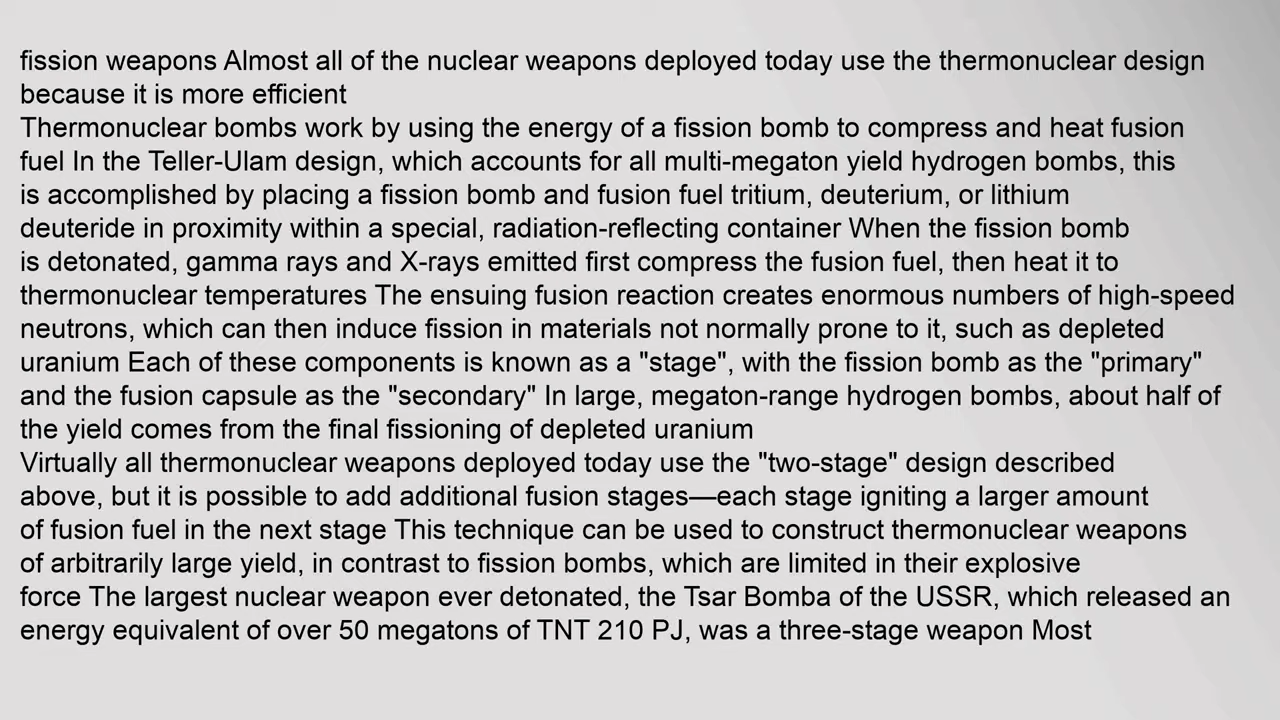 fission weapons Almost all of the nuclear weapons deployed today use the thermonuclear design
because it is more efficient
Thermonuclear bombs work by using the energy of a fission bomb to compress and heat fusion
fuel In the Teller-Ulam design, which accounts for all multi-megaton yield hydrogen bombs, this
is accomplished by placing a fission bomb and fusion fuel tritium, deuterium, or lithium
deuteride in proximity within a special, radiation-reflecting container When the fission bomb
is detonated, gamma rays and X-rays emitted first compress the fusion fuel, then heat it to
thermonuclear temperatures The ensuing fusion reaction creates enormous numbers of high-speed
neutrons, which can then induce fission in materials not normally prone to it, such as depleted
uranium Each of these components is known as a "stage", with the fission bomb as the "primary"
and the fusion capsule as the "secondary" In large, megaton-range hydrogen bombs, about half of
the yield comes from the final fissioning of depleted uranium
Virtually all thermonuclear weapons deployed today use the "two-stage" design described
above, but it is possible to add additional fusion stages—each stage igniting a larger amount
of fusion fuel in the next stage This technique can be used to construct thermonuclear weapons
of arbitrarily large yield, in contrast to fission bombs, which are limited in their explosive
force The largest nuclear weapon ever detonated, the Tsar Bomba of the USSR, which released an
energy equivalent of over 50 megatons of TNT 210 PJ, was a three-stage weapon Most